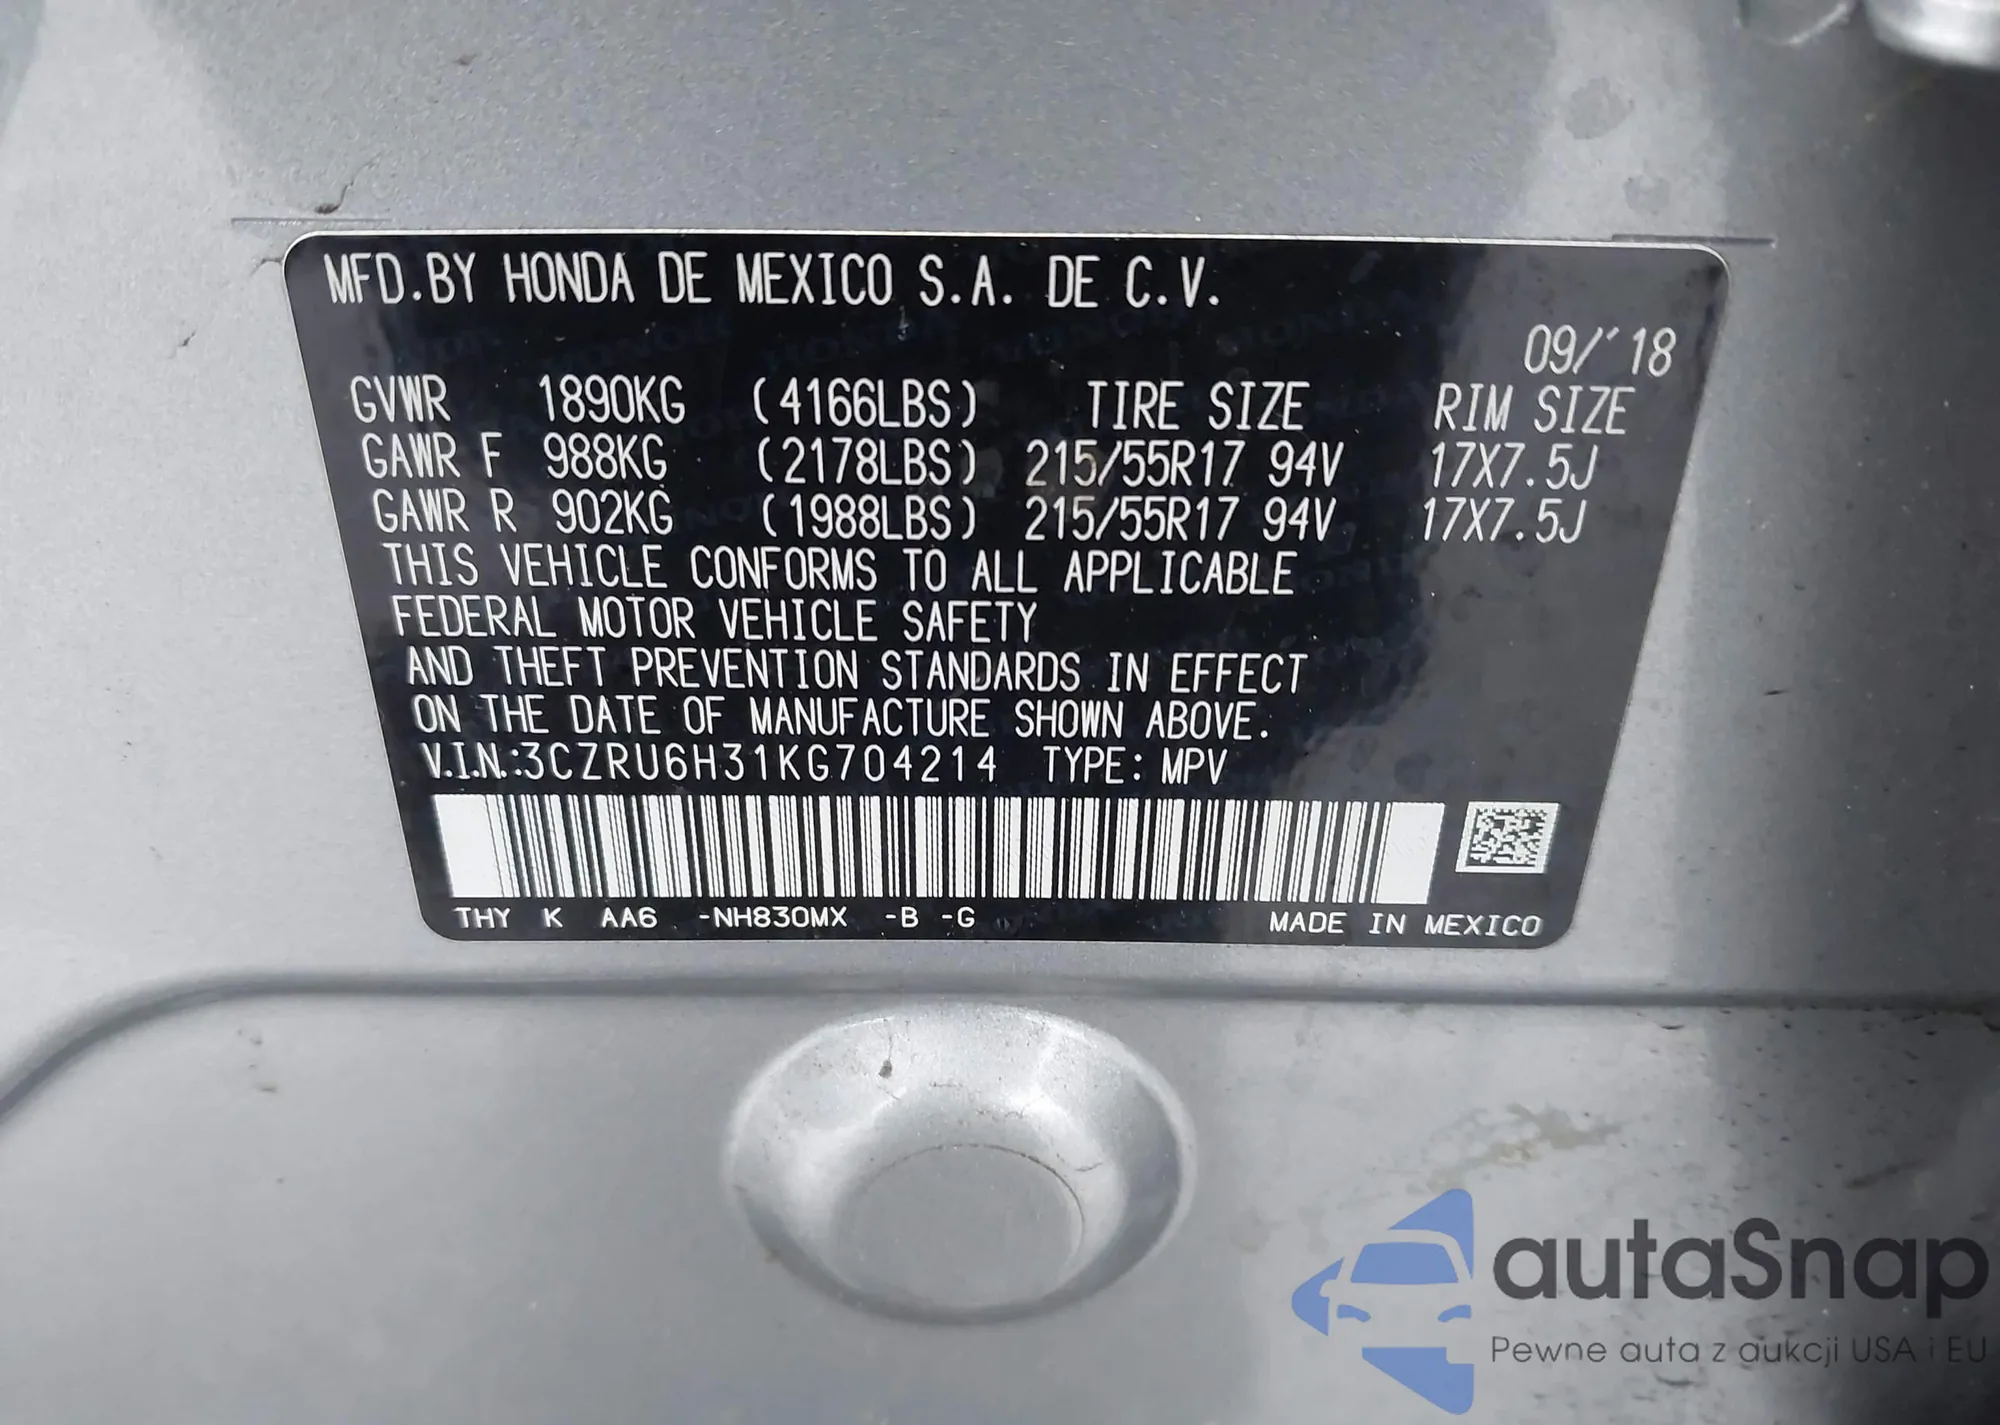 MFD.BY HONDA DE MEXICO S.A. DE C.V.
09/'18
GVWR 1890KG (4166LBS) TIRE SIZE RIM SIZE
GAWR F 988KG (2178LBS) 215/55R17 94V 17X7.5J
GAWR R 902KG (1988LBS) 215/55R17 94V 17X7.5J
THIS VEHICLE CONFORMS TO ALL APPLICABLE
FEDERAL MOTOR VEHICLE SAFETY
AND THEFT PREVENTION STANDARDS IN EFFECT
ON THE DATE OF MANUFACTURE SHOWN ABOVE.
V.I.N.:3CZRU6H31KG704214 TYPE: MPV
THY K AA6 -NH830MX -B -G MADE IN MEXICO
autaSnap
Pewne auta z aukcji USA i EU